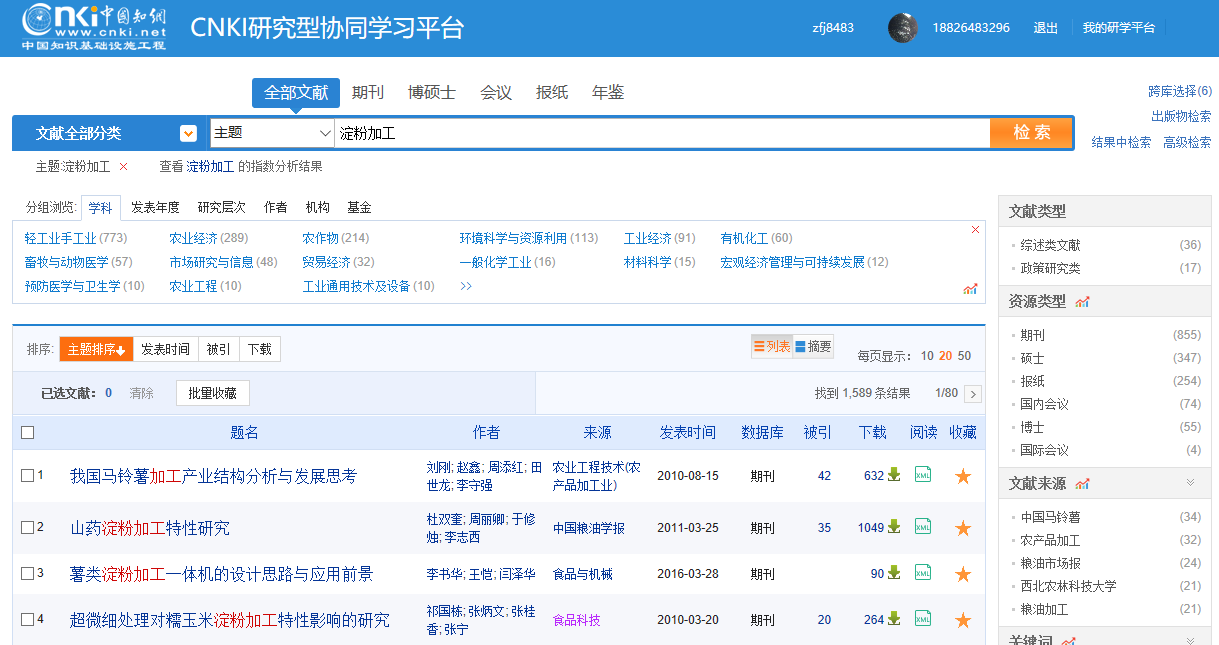 cnki 中国知网
www.cnki.net
中国知识基础设施工程
CNKI研究型协同学习平台
zfj8483 18826483296 退出 我的研学平台
全部文献 期刊 博硕士 会议 报纸 年鉴
跨库选择(6)
出版物检索
文献全部分类 主题 淀粉加工 检索
结果中检索 高级检索
主题:淀粉加工 × 查看 淀粉加工 的指数分析结果
分组浏览: 学科 发表年度 研究层次 作者 机构 基金
轻工业手工业(773) 农业经济(289) 农作物(214) 环境科学与资源利用(113) 工业经济(91) 有机化工(60)
畜牧与动物医学(57) 市场研究与信息(48) 贸易经济(32) 一般化学工业(16) 材料科学(15) 宏观经济管理与可持续发展(12)
预防医学与卫生学(10) 农业工程(10) 工业通用技术及设备(10) >>
排序: 主题排序 发表时间 被引 下载 列表 摘要 每页显示: 10 20 50
已选文献: 0 清除 批量收藏 找到 1,589 条结果 1/80 >
题名 作者 来源 发表时间 数据库 被引 下载 阅读 收藏
1 我国马铃薯加工产业结构分析与发展思考 刘刚; 赵鑫; 周添红; 田世龙; 李守强 农业工程技术(农产品加工业) 2010-08-15 期刊 42 632 XML
2 山药淀粉加工特性研究 杜双奎; 周丽卿; 于修烛; 李志西 中国粮油学报 2011-03-25 期刊 35 1049 XML
3 薯类淀粉加工一体机的设计思路与应用前景 李书华; 王恺; 闫泽华 食品与机械 2016-03-28 期刊 90 XML
4 超微细处理对糯玉米淀粉加工特性影响的研究 祁国栋; 张炳文; 张桂香; 张宁 食品科技 2010-03-20 期刊 20 264 XML
文献类型
综述类文献 (36)
政策研究类 (17)
资源类型
期刊 (855)
硕士 (347)
报纸 (254)
国内会议 (74)
博士 (55)
国际会议 (4)
文献来源
中国马铃薯 (34)
农产品加工 (32)
粮油市场报 (24)
西北农林科技大学 (21)
粮油加工 (21)
关键词